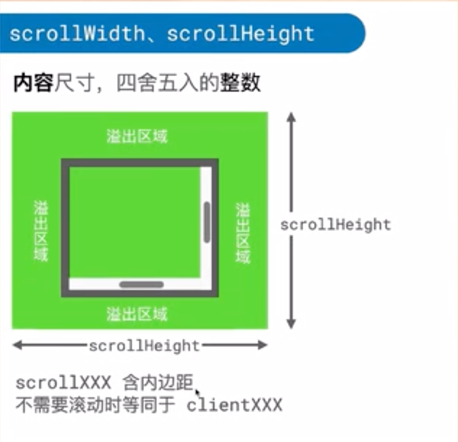 scrollWidth、scrollHeight
内容尺寸，四舍五入的整数
溢出区域
溢出区域
溢出区域
scrollHeight
溢出区域
scrollHeight
scrollXXX 含内边距
不需要滚动时等同于 clientXXX